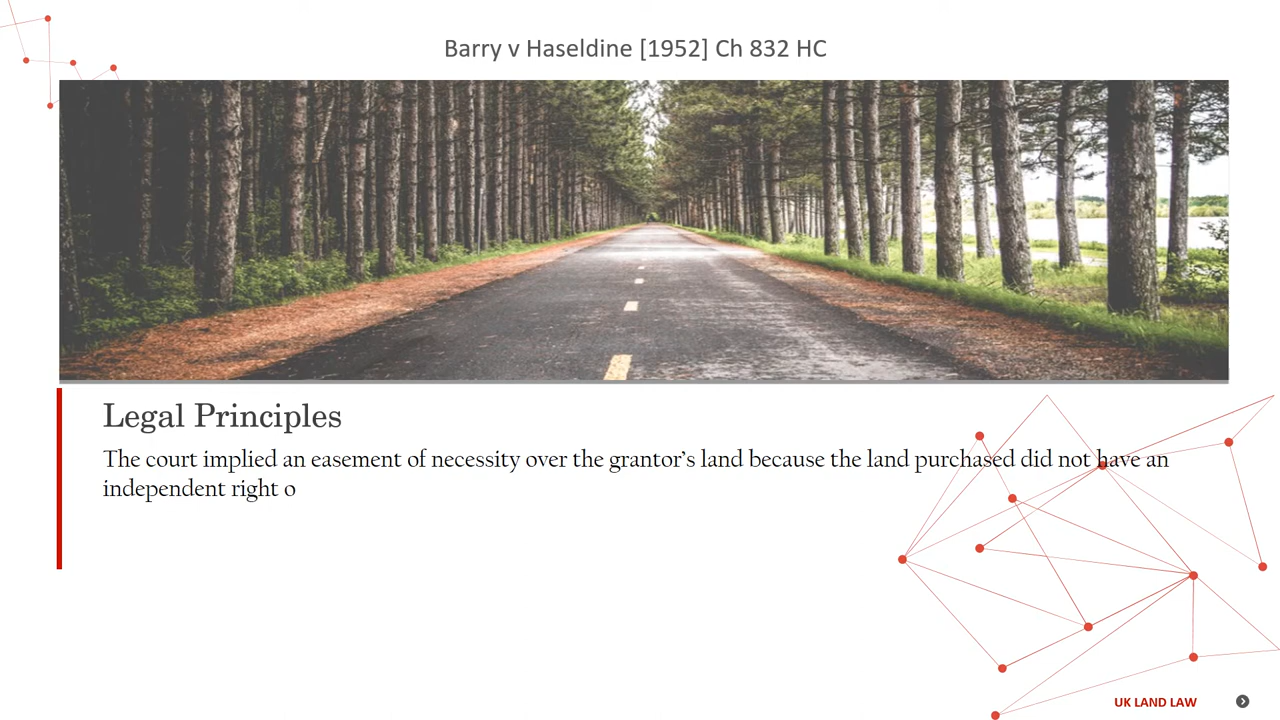 Barry v Haseldine [1952] Ch 832 HC
Legal Principles
The court implied an easement of necessity over the grantor’s land because the land purchased did not have an
independent right o
UK LAND LAW